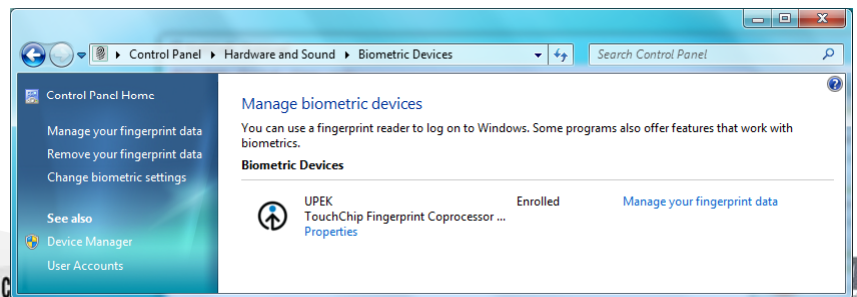 Control Panel ▸ Hardware and Sound ▸ Biometric Devices
Search Control Panel
Control Panel Home
Manage your fingerprint data
Remove your fingerprint data
Change biometric settings
See also
Device Manager
User Accounts
Manage biometric devices
You can use a fingerprint reader to log on to Windows. Some programs also offer features that work with
biometrics.
Biometric Devices
UPEK Enrolled Manage your fingerprint data
TouchChip Fingerprint Coprocessor ...
Properties